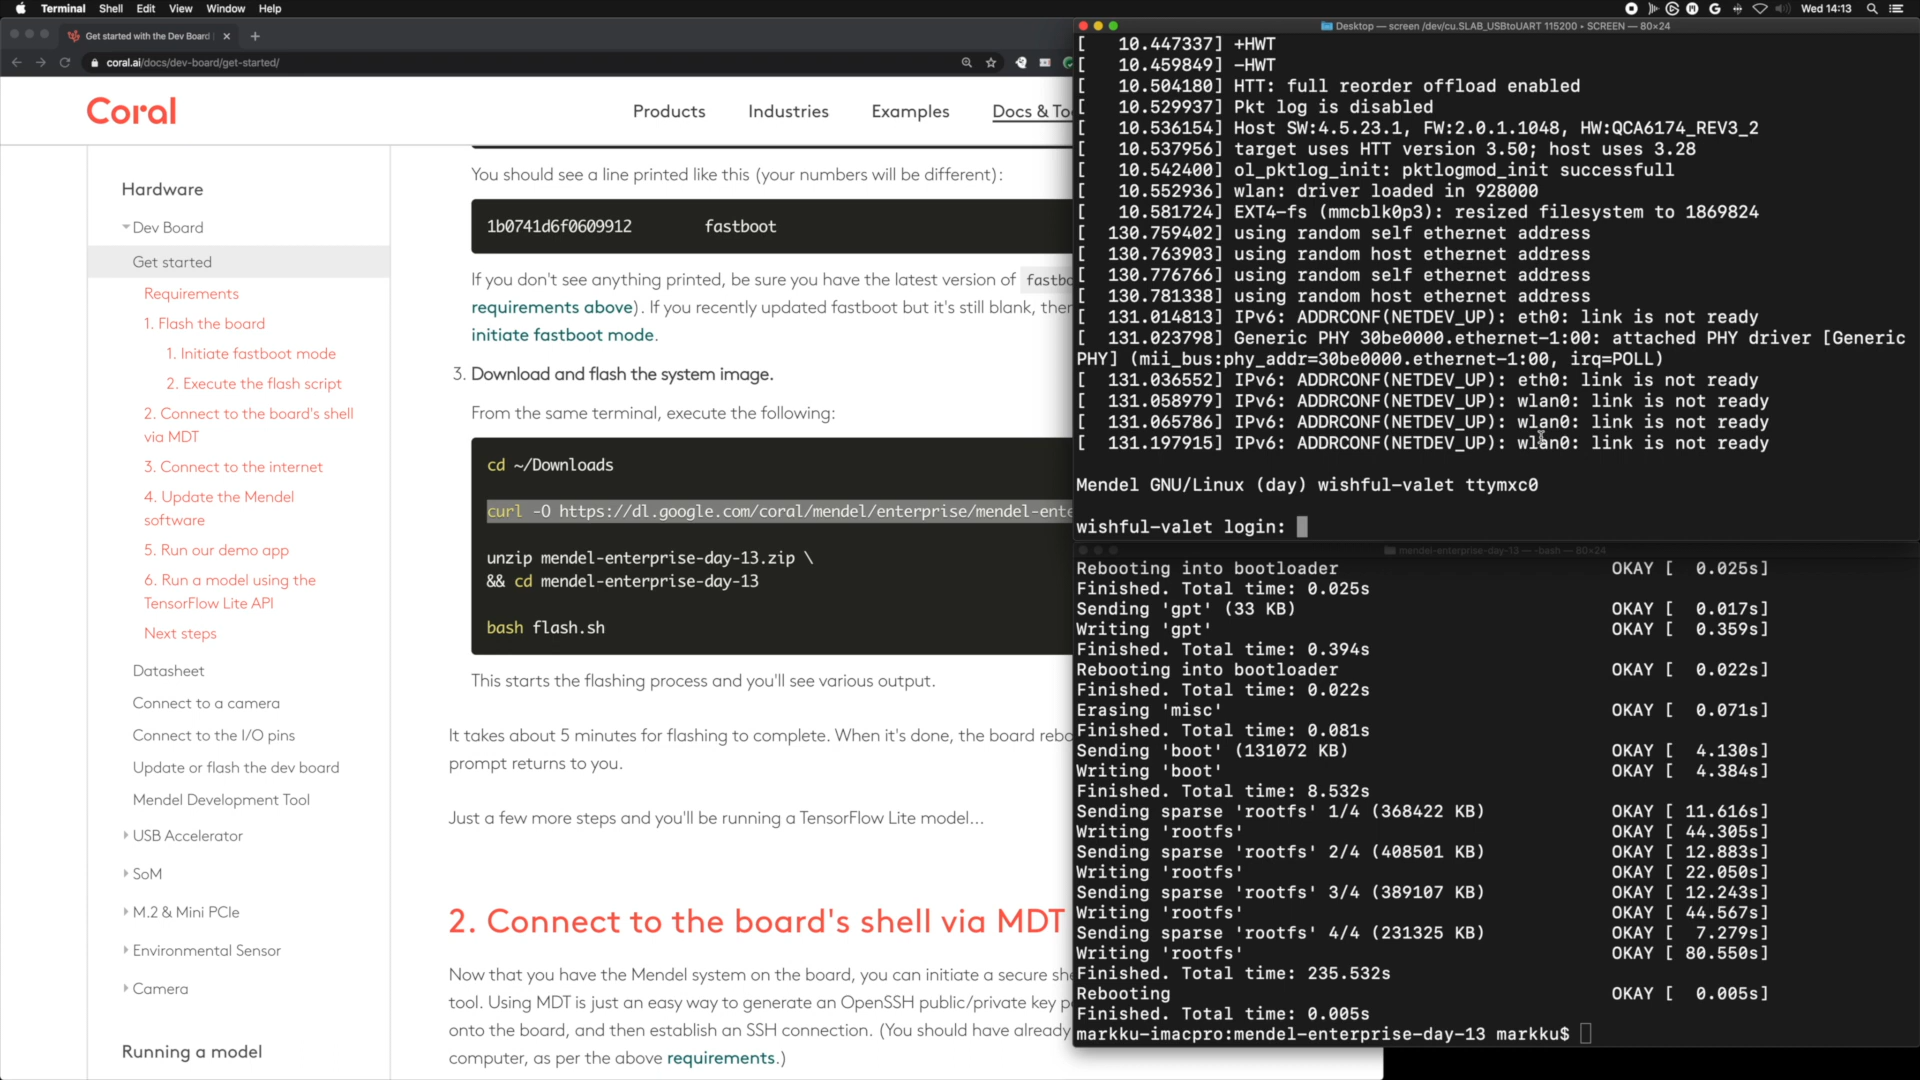 Terminal Shell Edit View Window Help
Wed 14:13
Get started with the Dev Board
coral.ai/docs/dev-board/get-started/
Coral
Products Industries Examples Docs & To
Hardware
Dev Board
Get started
Requirements
1. Flash the board
1. Initiate fastboot mode
2. Execute the flash script
2. Connect to the board's shell
via MDT
3. Connect to the internet
4. Update the Mendel
software
5. Run our demo app
6. Run a model using the
TensorFlow Lite API
Next steps
Datasheet
Connect to a camera
Connect to the I/O pins
Update or flash the dev board
Mendel Development Tool
USB Accelerator
SoM
M.2 & Mini PCIe
Environmental Sensor
Camera
Running a model
You should see a line printed like this (your numbers will be different):
1b0741d6f0609912 fastboot
If you don't see anything printed, be sure you have the latest version of fastbo
requirements above). If you recently updated fastboot but it's still blank, ther
initiate fastboot mode.
3. Download and flash the system image.
From the same terminal, execute the following:
cd ~/Downloads
curl -O https://dl.google.com/coral/mendel/enterprise/mendel-ente
unzip mendel-enterprise-day-13.zip \
&& cd mendel-enterprise-day-13
bash flash.sh
This starts the flashing process and you'll see various output.
It takes about 5 minutes for flashing to complete. When it's done, the board rebo
prompt returns to you.
Just a few more steps and you'll be running a TensorFlow Lite model...
2. Connect to the board's shell via MDT
Now that you have the Mendel system on the board, you can initiate a secure she
tool. Using MDT is just an easy way to generate an OpenSSH public/private key p
onto the board, and then establish an SSH connection. (You should have already
computer, as per the above requirements.)
Desktop — screen /dev/cu.SLAB_USBtoUART 115200 • SCREEN — 80×24
[ 10.447337] +HWT
[ 10.459849] –HWT
[ 10.504180] HTT: full reorder offload enabled
[ 10.529937] Pkt log is disabled
[ 10.536154] Host SW:4.5.23.1, FW:2.0.1.1048, HW:QCA6174_REV3_2
[ 10.537956] target uses HTT version 3.50; host uses 3.28
[ 10.542400] ol_pktlog_init: pktlogmod_init successfull
[ 10.552936] wlan: driver loaded in 928000
[ 10.581724] EXT4-fs (mmcblk0p3): resized filesystem to 1869824
[ 130.759402] using random self ethernet address
[ 130.763903] using random host ethernet address
[ 130.776766] using random self ethernet address
[ 130.781338] using random host ethernet address
[ 131.014813] IPv6: ADDRCONF(NETDEV_UP): eth0: link is not ready
[ 131.023798] Generic PHY 30be0000.ethernet-1:00: attached PHY driver [Generic
PHY] (mii_bus:phy_addr=30be0000.ethernet-1:00, irq=POLL)
[ 131.036552] IPv6: ADDRCONF(NETDEV_UP): eth0: link is not ready
[ 131.058979] IPv6: ADDRCONF(NETDEV_UP): wlan0: link is not ready
[ 131.065786] IPv6: ADDRCONF(NETDEV_UP): wlan0: link is not ready
[ 131.197915] IPv6: ADDRCONF(NETDEV_UP): wlan0: link is not ready
Mendel GNU/Linux (day) wishful-valet ttymxc0
wishful-valet login:
mendel-enterprise-day-13 — -bash — 80×24
Rebooting into bootloader OKAY [ 0.025s]
Finished. Total time: 0.025s
Sending 'gpt' (33 KB) OKAY [ 0.017s]
Writing 'gpt' OKAY [ 0.359s]
Finished. Total time: 0.394s
Rebooting into bootloader OKAY [ 0.022s]
Finished. Total time: 0.022s
Erasing 'misc' OKAY [ 0.071s]
Finished. Total time: 0.081s
Sending 'boot' (131072 KB) OKAY [ 4.130s]
Writing 'boot' OKAY [ 4.384s]
Finished. Total time: 8.532s
Sending sparse 'rootfs' 1/4 (368422 KB) OKAY [ 11.616s]
Writing 'rootfs' OKAY [ 44.305s]
Sending sparse 'rootfs' 2/4 (408501 KB) OKAY [ 12.883s]
Writing 'rootfs' OKAY [ 22.050s]
Sending sparse 'rootfs' 3/4 (389107 KB) OKAY [ 12.243s]
Writing 'rootfs' OKAY [ 44.567s]
Sending sparse 'rootfs' 4/4 (231325 KB) OKAY [ 7.279s]
Writing 'rootfs' OKAY [ 80.550s]
Finished. Total time: 235.532s
Rebooting OKAY [ 0.005s]
Finished. Total time: 0.005s
markku-imacpro:mendel-enterprise-day-13 markku$